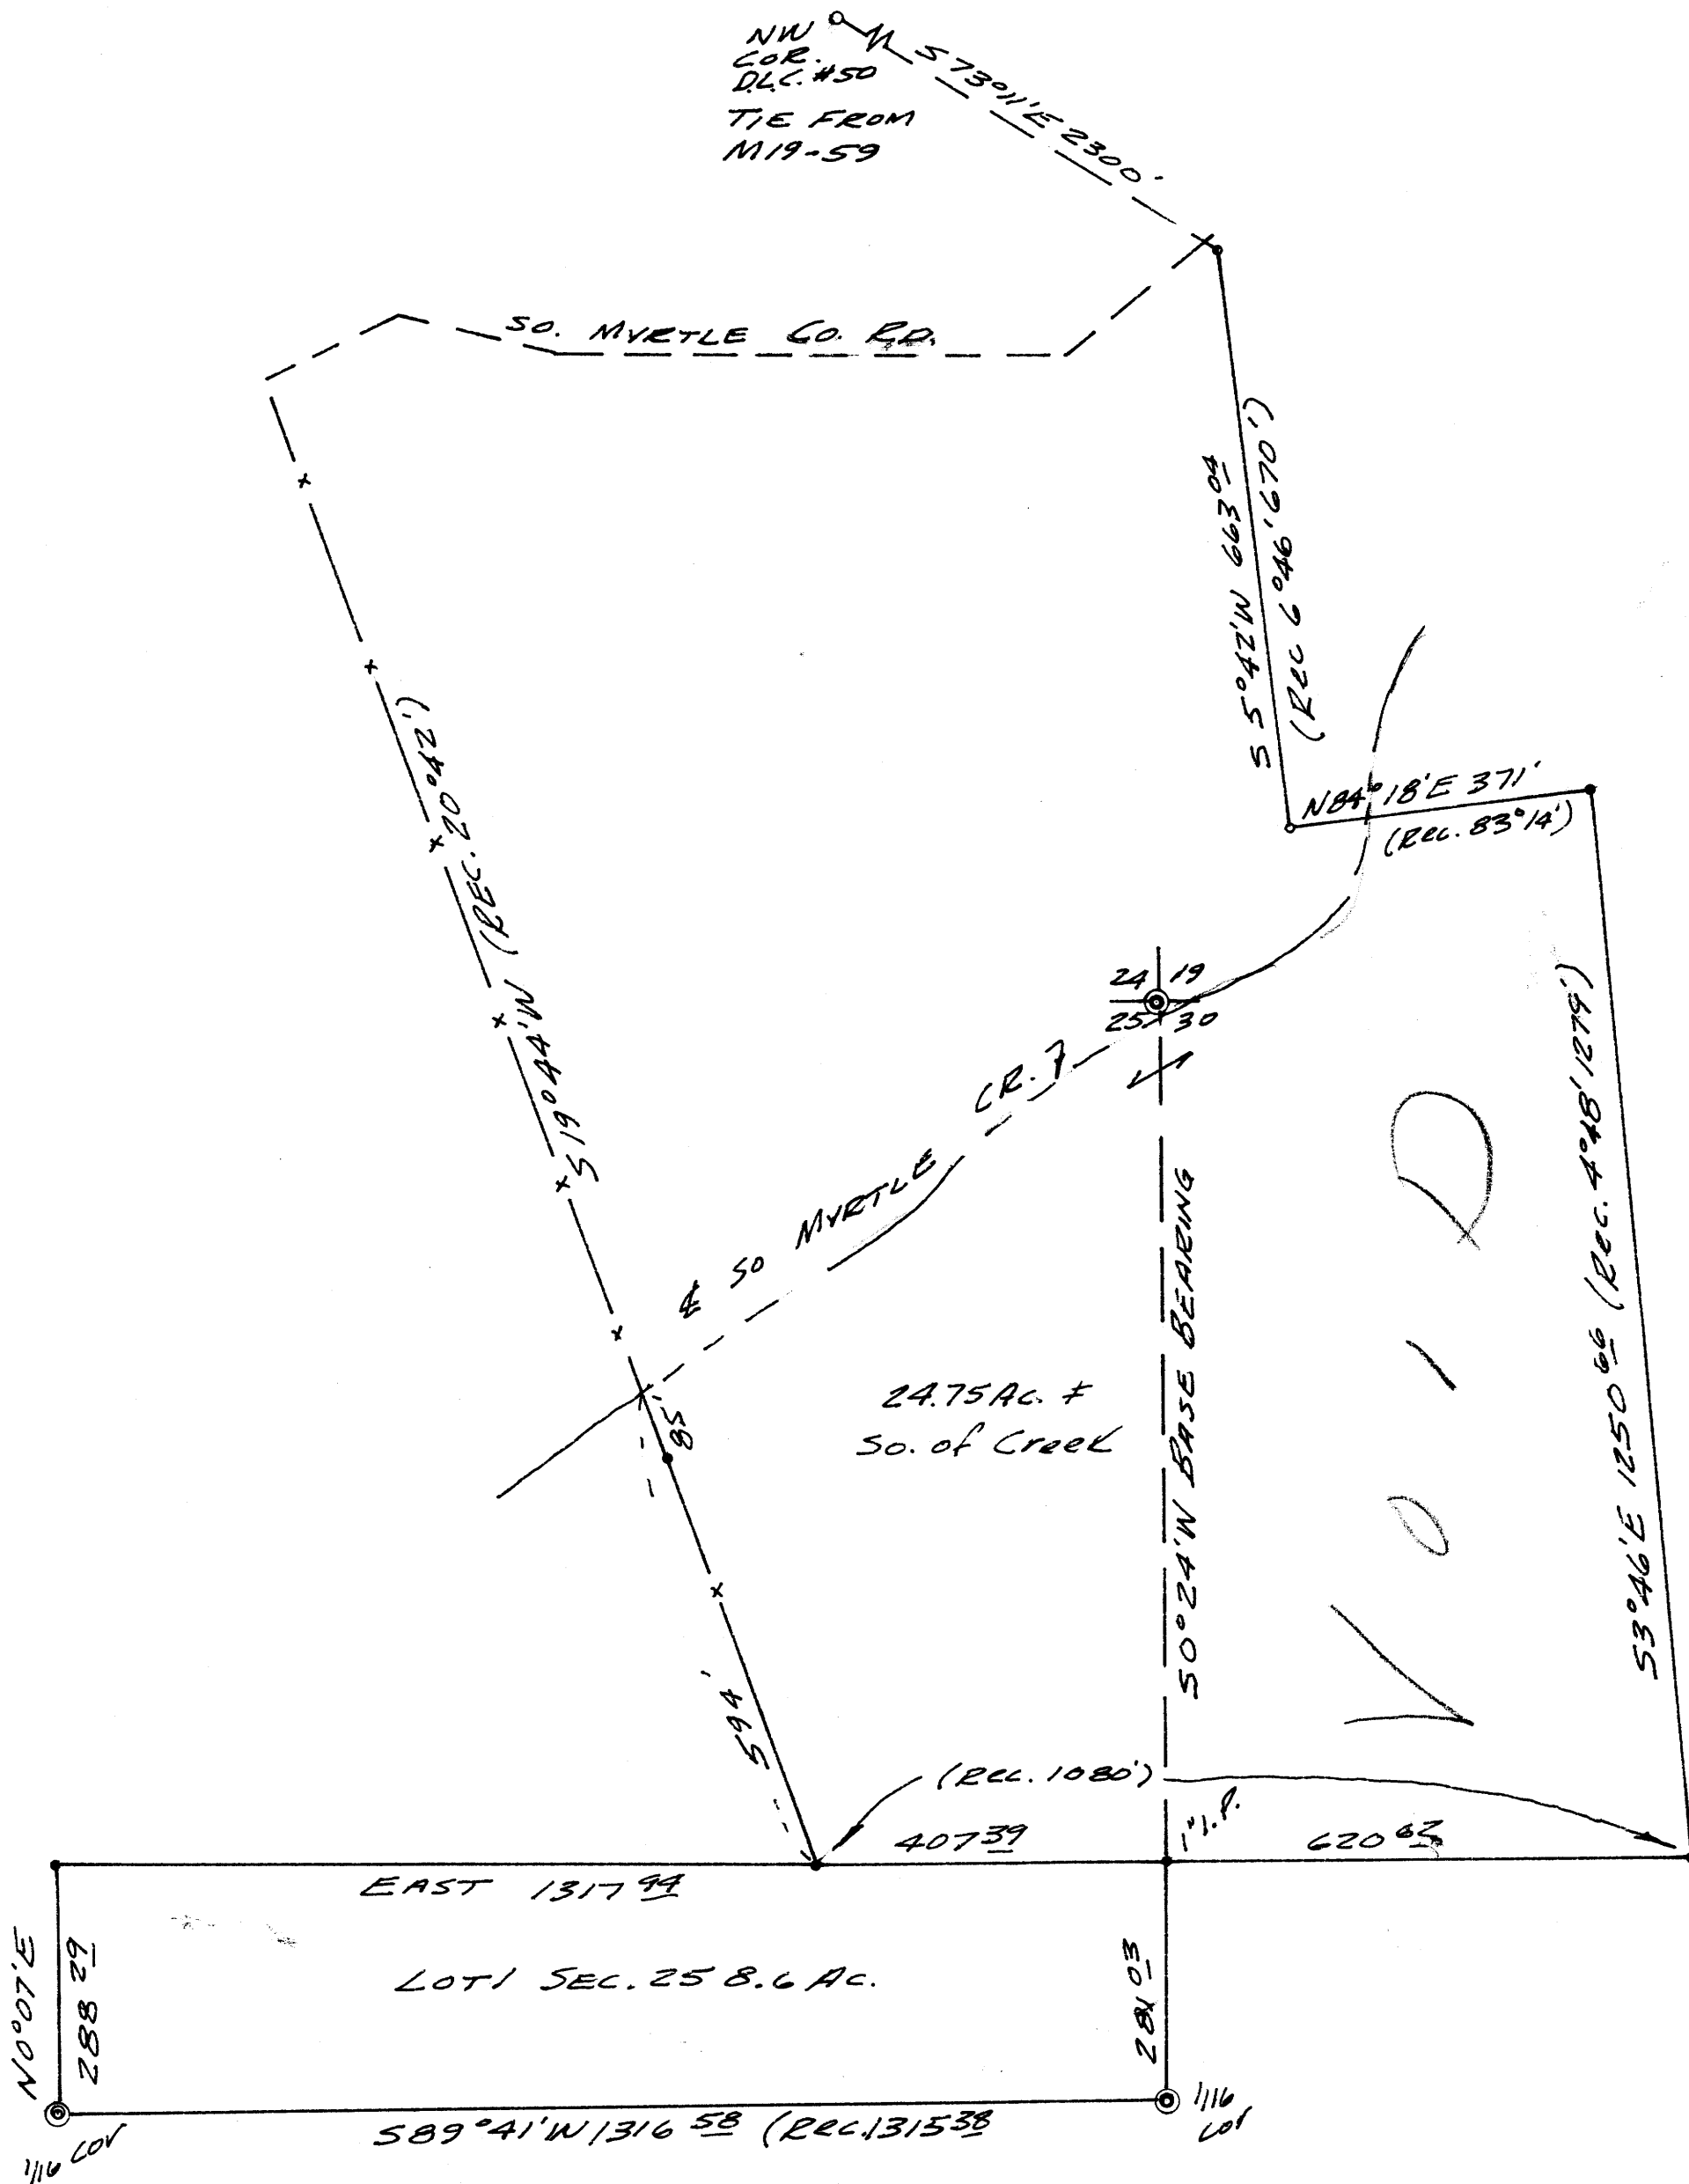 NW
COR.
D.L.C. #50
TIE FROM
M19-59
S 73°11'E 2300'
SO. MYRTLE CO. RD.
S 5°42'W 663 04
(Rec 6°46' 670')
N84°18'E 371'
(Rec. 83°14')
S19°44'W (REC. 20°42')
24 19
25 30
℄ SO MYRTLE CR.
S0°24'W BASE BEARING
S3°46'E 1250 66 (Rec. 4°48' 1279')
VOID
85'
24.75 Ac. ±
So. of Creek
594'
(Rec. 1080')
407 39
1" I.P.
620 62
EAST 1317 94
N0°07'E
288 29
LOT 1 SEC. 25 8.6 Ac.
281 03
S89°41'W 1316 58 (Rec. 1315 38
1/16 cor
1/16
cor